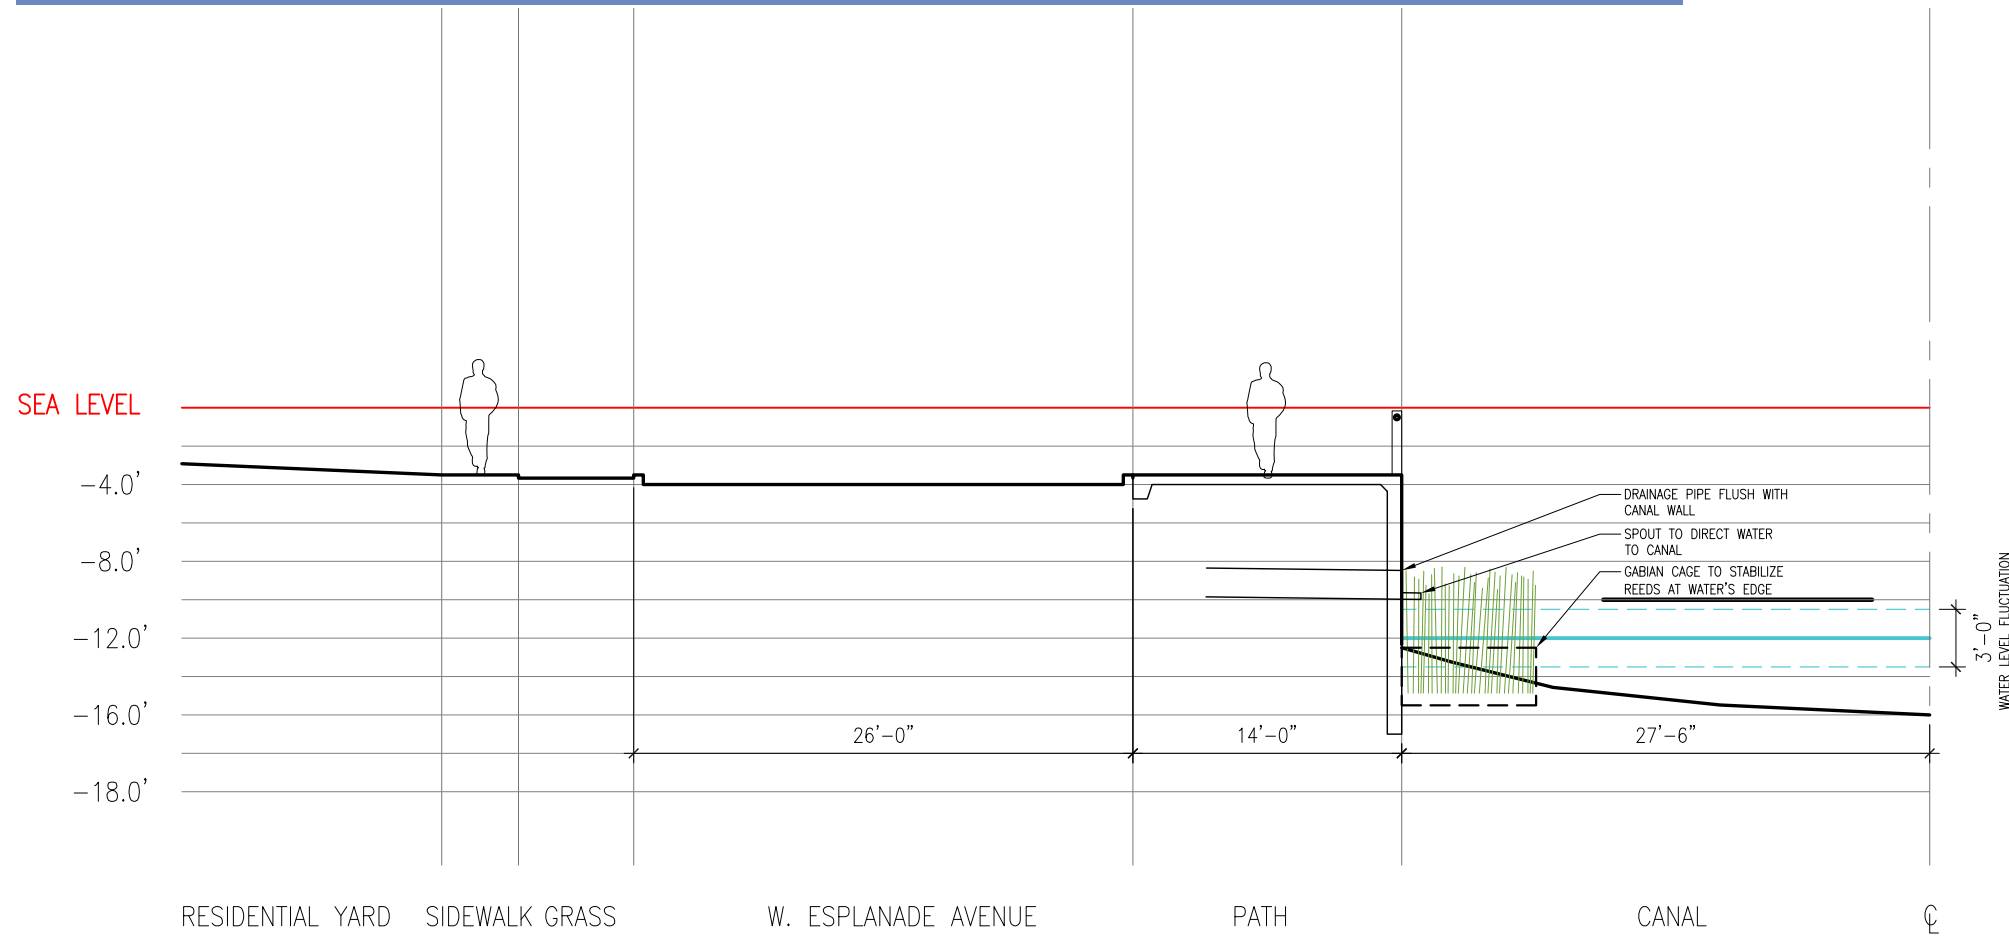 SEA LEVEL
-4.0'
-8.0'
-12.0'
-16.0'
-18.0'
DRAINAGE PIPE FLUSH WITH
CANAL WALL
SPOUT TO DIRECT WATER
TO CANAL
GABIAN CAGE TO STABILIZE
REEDS AT WATER'S EDGE
3'-0"
WATER LEVEL FLUCTUATION
26'-0"
14'-0"
27'-6"
RESIDENTIAL YARD
SIDEWALK
GRASS
W. ESPLANADE AVENUE
PATH
CANAL
℄